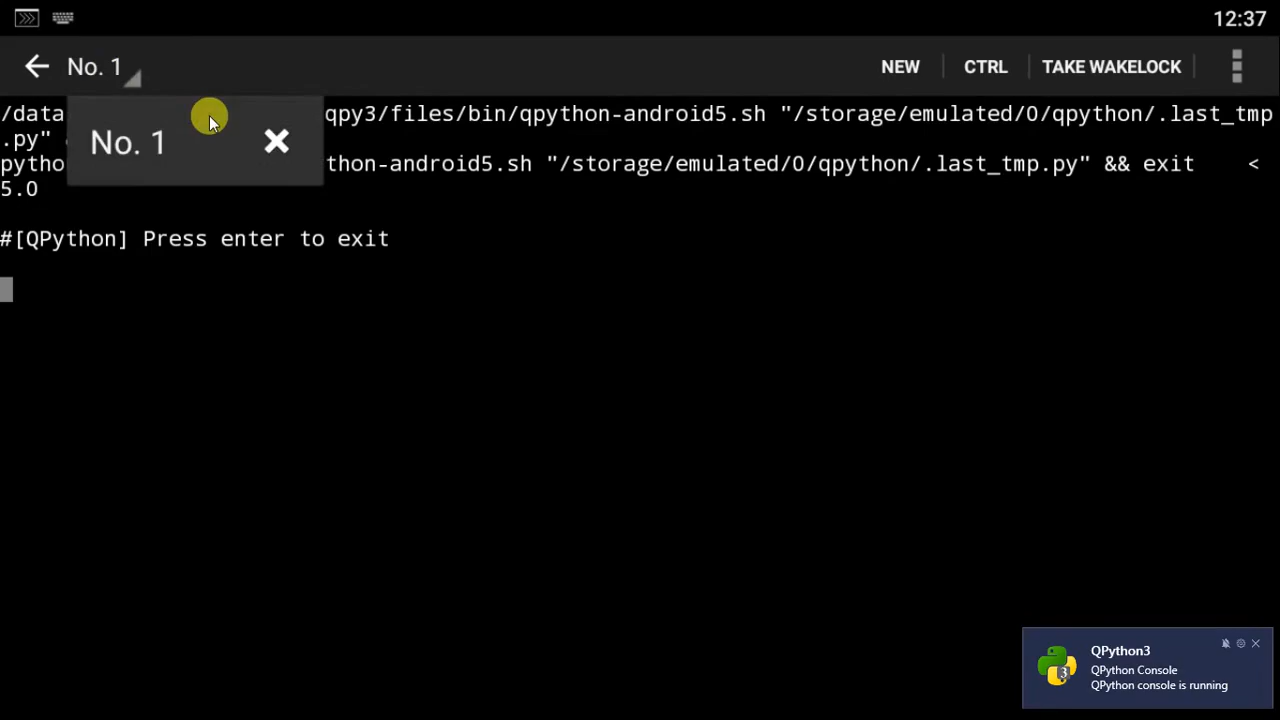 12:37
No. 1
NEW
CTRL
TAKE WAKELOCK
/data qpy3/files/bin/qpython-android5.sh "/storage/emulated/0/qpython/.last_tmp
.py"
No. 1
python thon-android5.sh "/storage/emulated/0/qpython/.last_tmp.py" && exit <
5.0
#[QPython] Press enter to exit
QPython3
QPython Console
QPython console is running